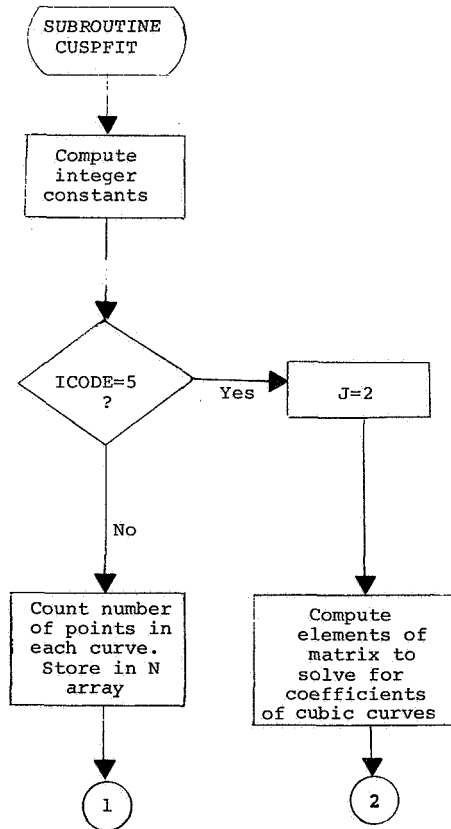 SUBROUTINE
CUSPFIT
Compute
integer
constants
ICODE=5
?
Yes
J=2
No
Count number
of points in
each curve.
Store in N
array
Compute
elements of
matrix to
solve for
coefficients
of cubic curves
1
2